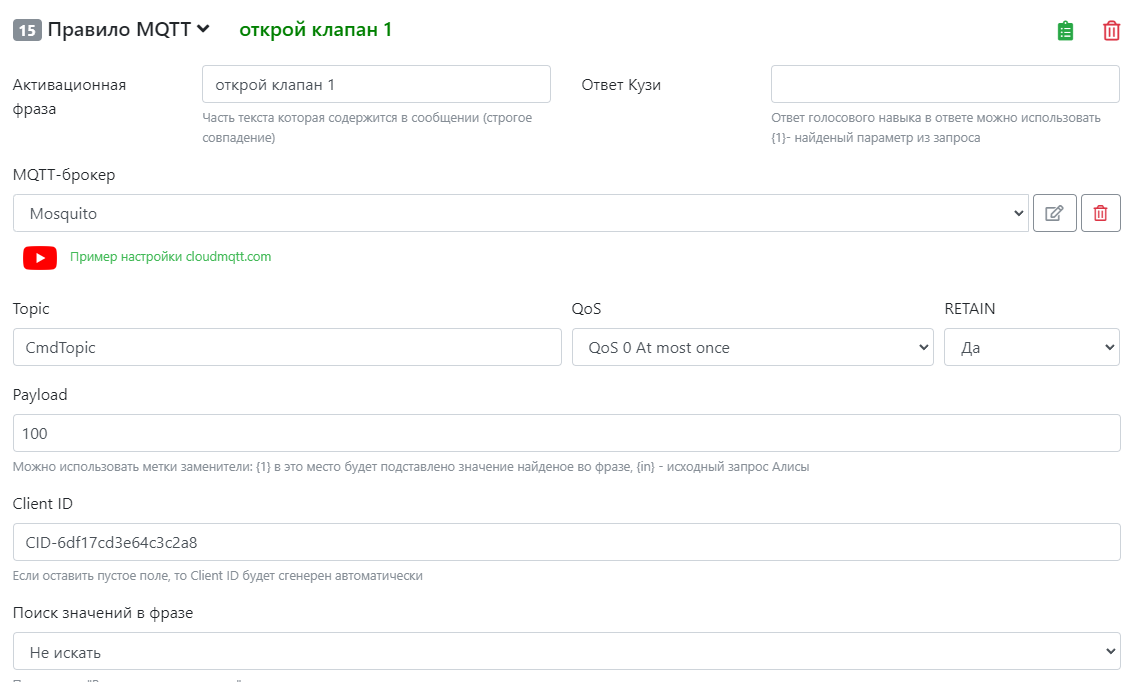 15 Правило MQTT открой клапан 1
Активационная
фраза
открой клапан 1
Часть текста которая содержится в сообщении (строгое
совпадение)
Ответ Кузи
Ответ голосового навыка в ответе можно использовать
{1}- найденый параметр из запроса
MQTT-брокер
Mosquito
Пример настройки cloudmqtt.com
Topic
QoS
RETAIN
CmdTopic
QoS 0 At most once
Да
Payload
100
Можно использовать метки заменители: {1} в это место будет подставлено значение найденое во фразе, {in} - исходный запрос Алисы
Client ID
CID-6df17cd3e64c3c2a8
Если оставить пустое поле, то Client ID будет сгенерен автоматически
Поиск значений в фразе
Не искать